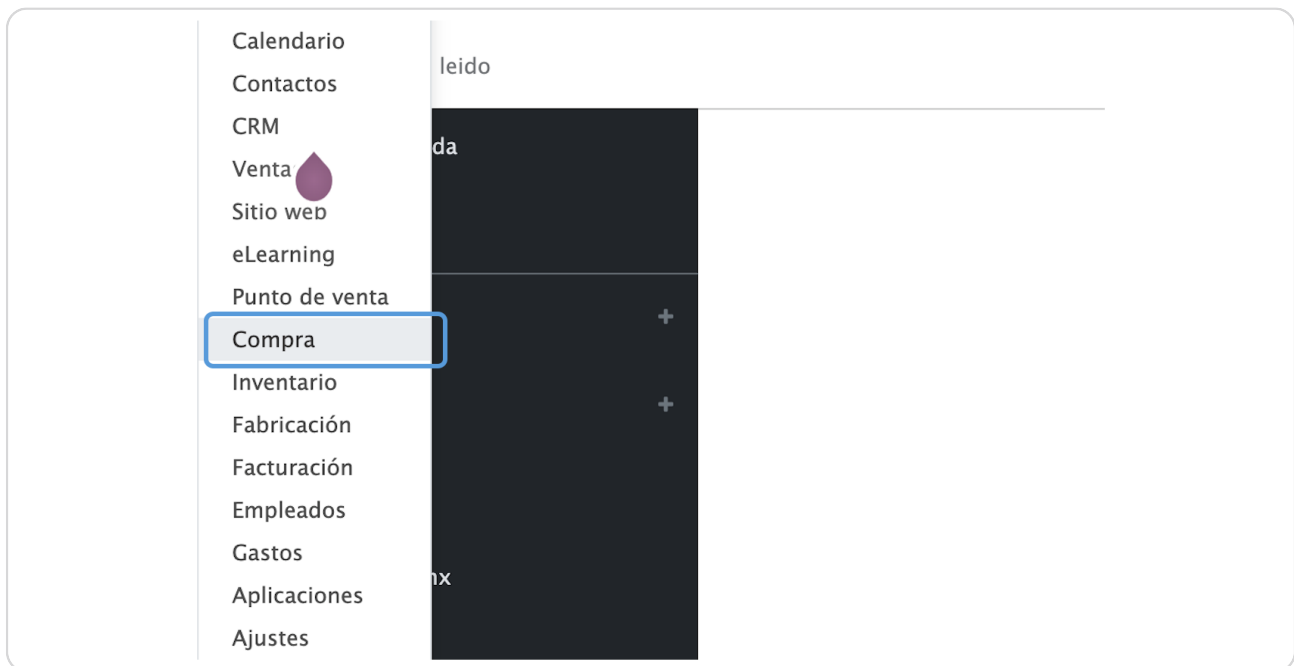 Calendario
leido
Contactos
CRM
da
Venta
Sitio web
eLearning
Punto de venta
Compra
Inventario
Fabricación
Facturación
Empleados
Gastos
Aplicaciones
Ajustes